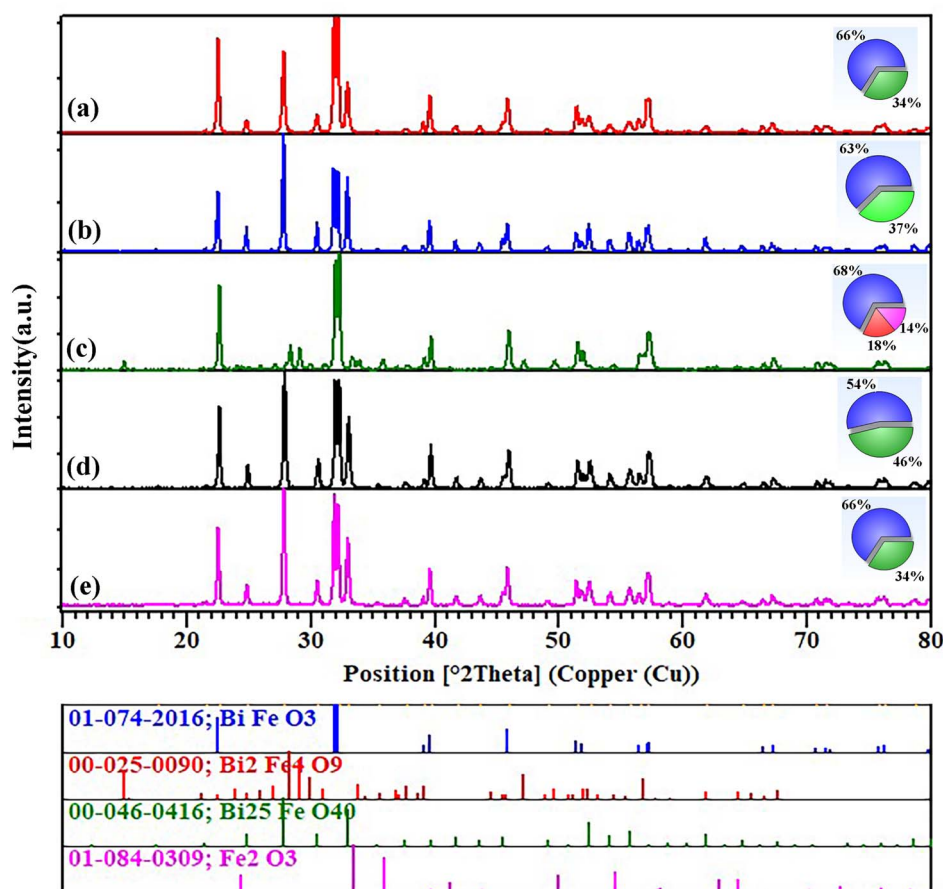 66%
(a)
34%
63%
(b)
37%
68%
(c)
14%
18%
54%
(d)
46%
66%
(e)
34%
Intensity(a.u.)
10 20 30 40 50 60 70 80
Position [°2Theta] (Copper (Cu))
01-074-2016; Bi Fe O3
00-025-0090; Bi2 Fe4 O9
00-046-0416; Bi25 Fe O40
01-084-0309; Fe2 O3